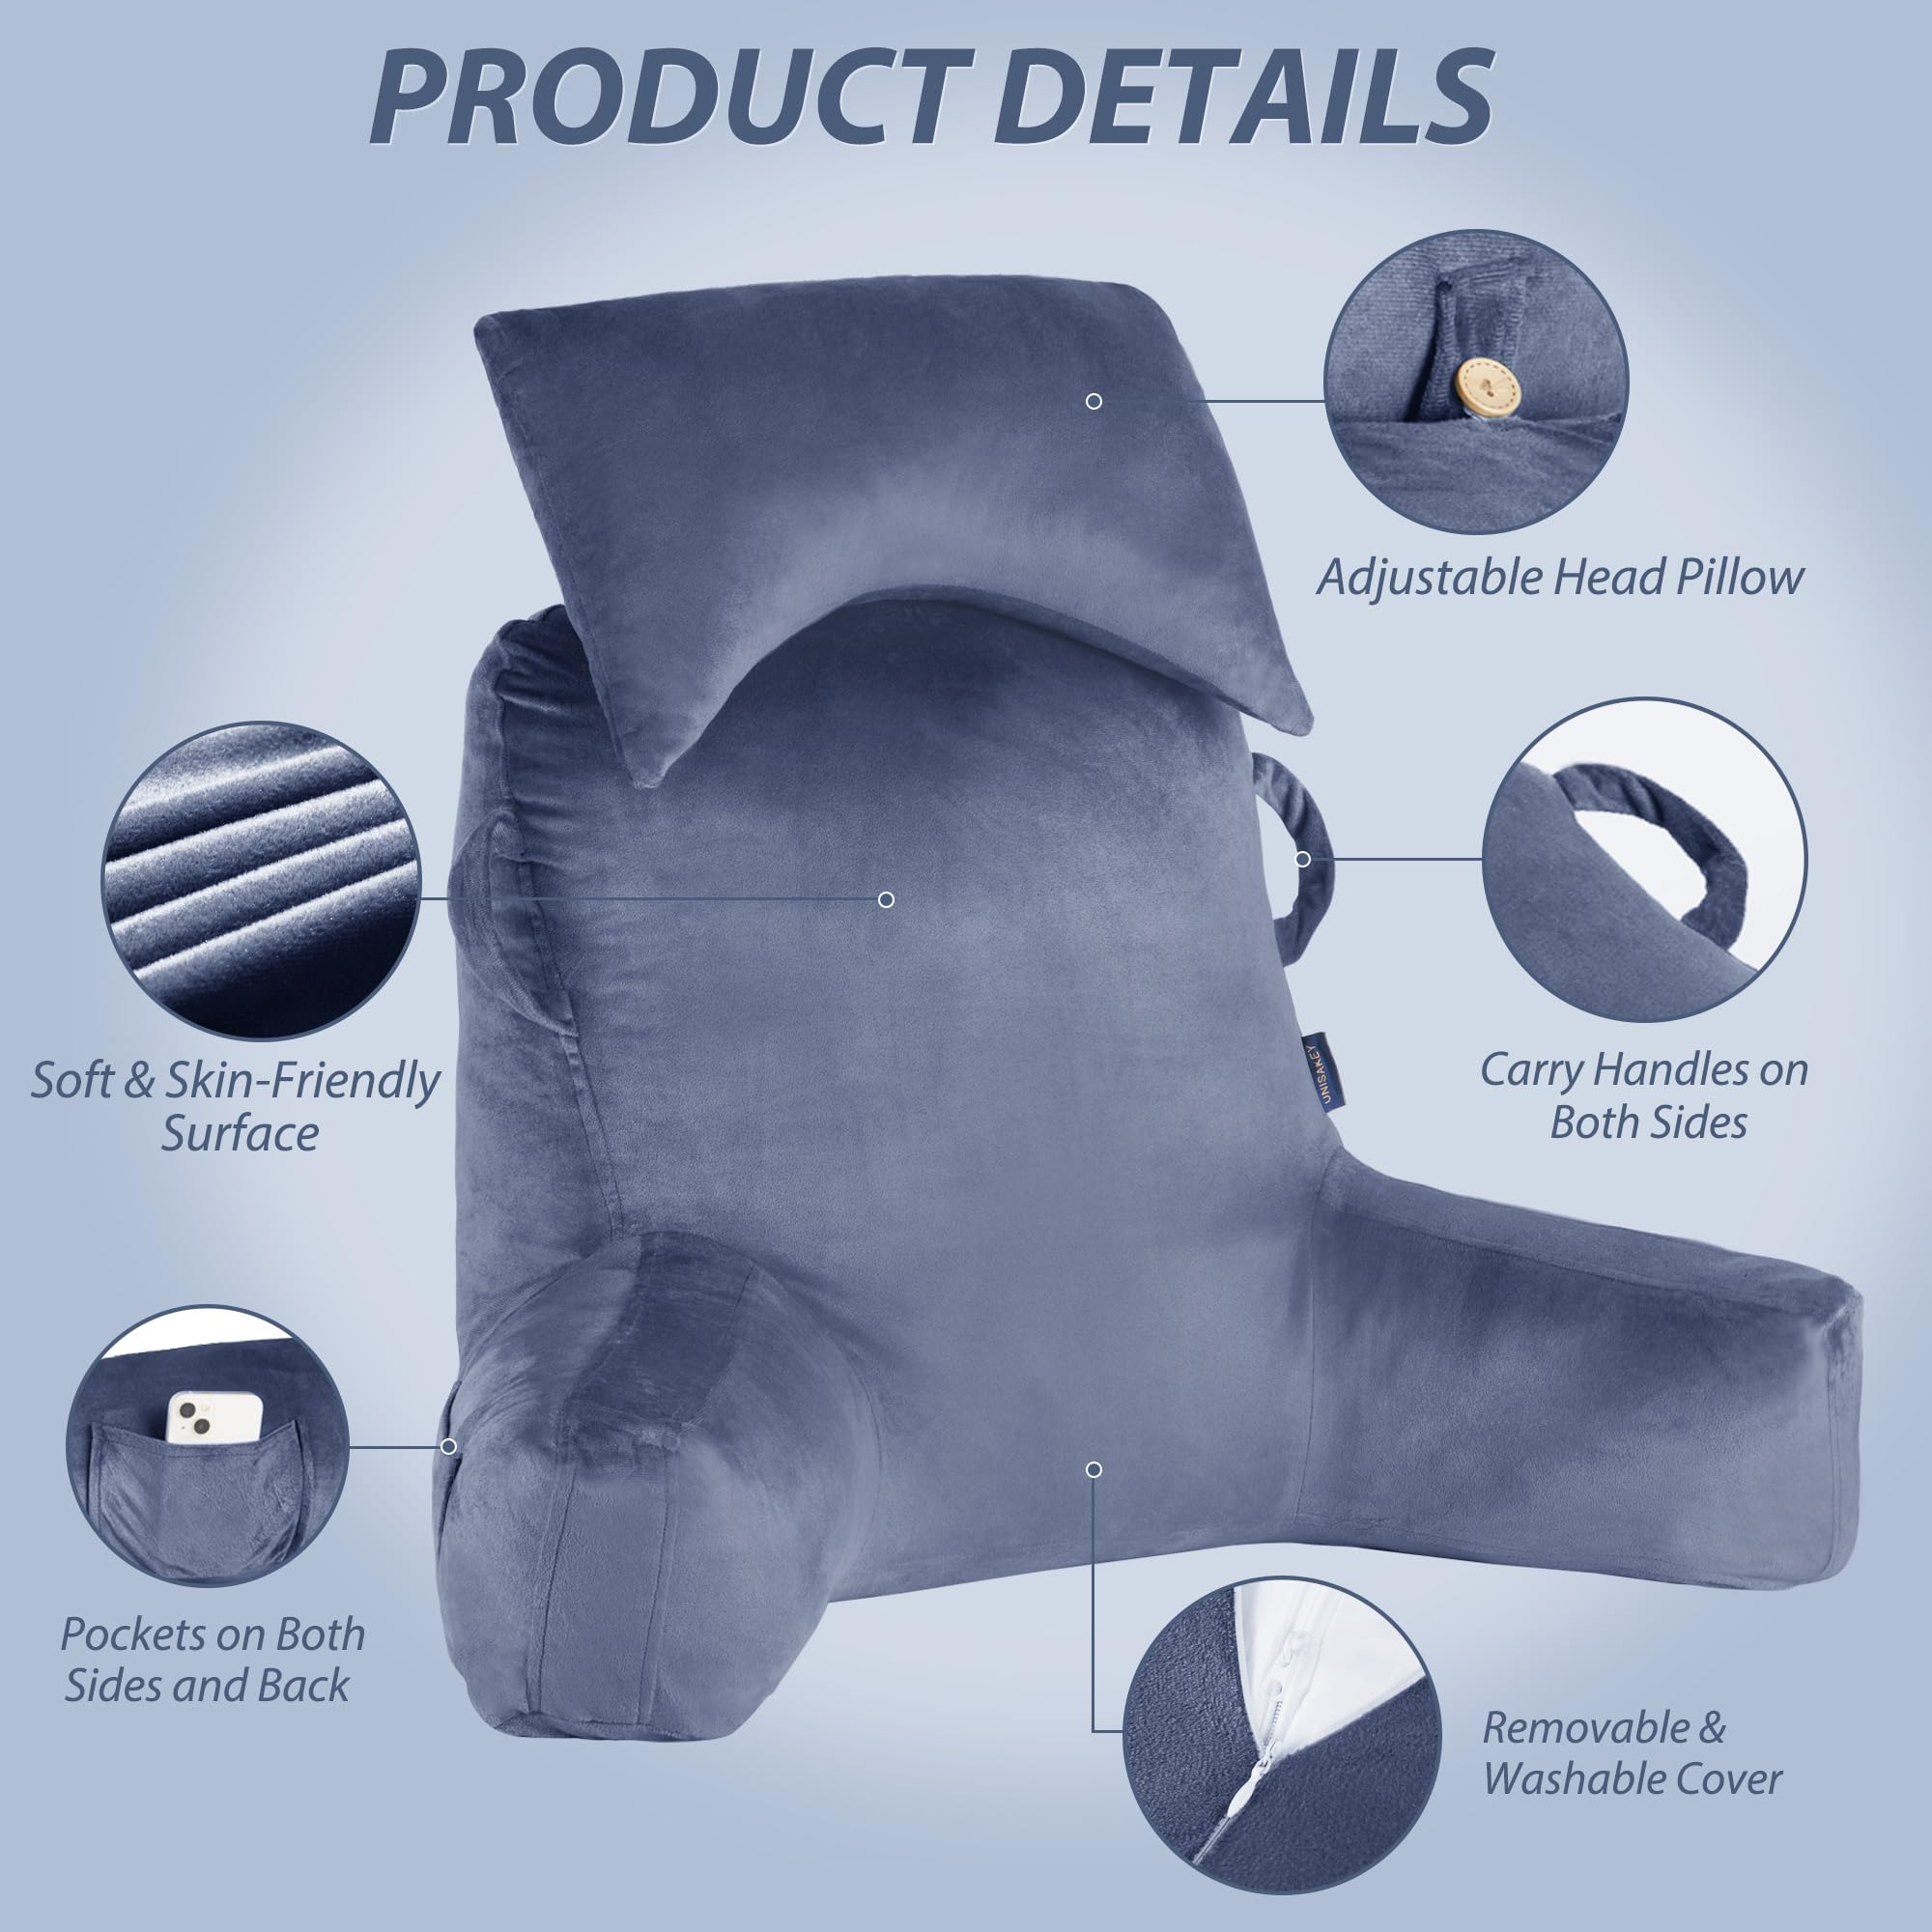 PRODUCT DETAILS
Adjustable Head Pillow
Soft & Skin-Friendly
Surface
Carry Handles on
Both Sides
UNISAKEY
Pockets on Both
Sides and Back
Removable &
Washable Cover